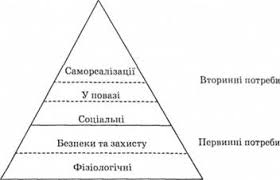 Самореалізації
Вторинні потреби
У повазі
Соціальні
Безпеки та захисту
Первинні потреби
Фізіологічні